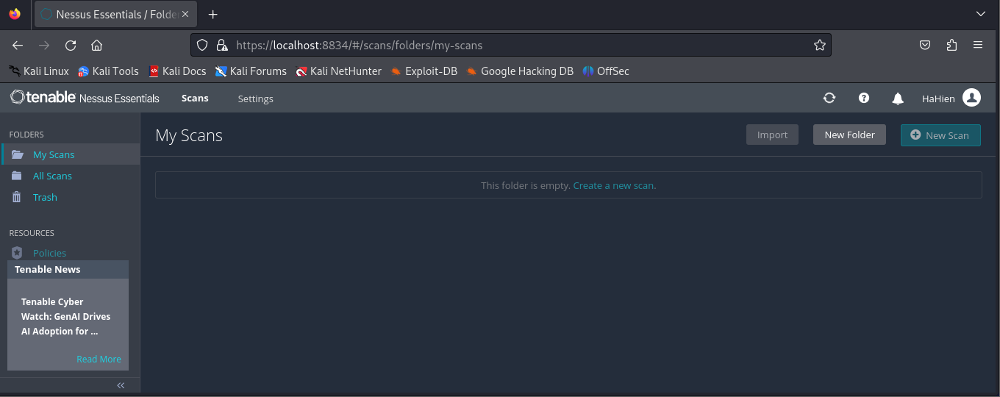 Nessus Essentials / Folde
https://localhost:8834/#/scans/folders/my-scans
Kali Linux Kali Tools Kali Docs Kali Forums Kali NetHunter Exploit-DB Google Hacking DB OffSec
tenable Nessus Essentials Scans Settings HaHien
FOLDERS
My Scans
All Scans
Trash
RESOURCES
Policies
Tenable News
Tenable Cyber
Watch: GenAI Drives
AI Adoption for ...
Read More
My Scans Import New Folder New Scan
This folder is empty. Create a new scan.